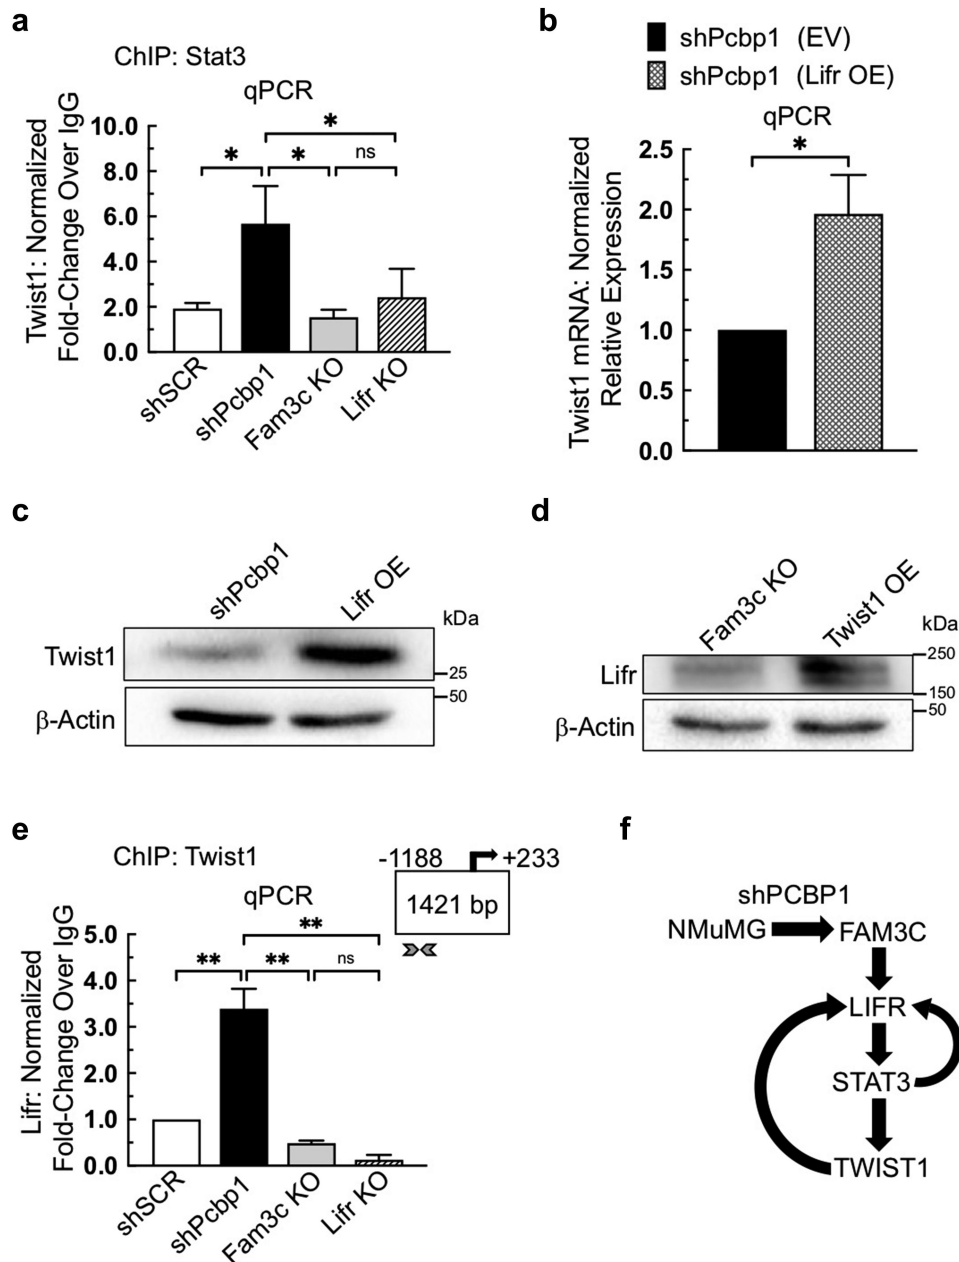 a
ChIP: Stat3
qPCR
Twist1: Normalized
Fold-Change Over IgG
10.0
8.0
6.0
4.0
2.0
0.0
*
*
*
ns
shSCR
shPcbp1
Fam3c KO
Lifr KO
b
shPcbp1 (EV)
shPcbp1 (Lifr OE)
qPCR
Twist1 mRNA: Normalized
Relative Expression
2.5
2.0
1.5
1.0
0.5
0.0
*
c
shPcbp1
Lifr OE
kDa
Twist1
25
50
β-Actin
d
Fam3c KO
Twist1 OE
kDa
250
Lifr
150
50
β-Actin
e
ChIP: Twist1
qPCR
-1188
+233
1421 bp
Lifr: Normalized
Fold-Change Over IgG
5.0
4.0
3.0
2.0
1.0
0.0
**
**
**
ns
shSCR
shPcbp1
Fam3c KO
Lifr KO
f
shPCBP1
NMuMG
FAM3C
LIFR
STAT3
TWIST1